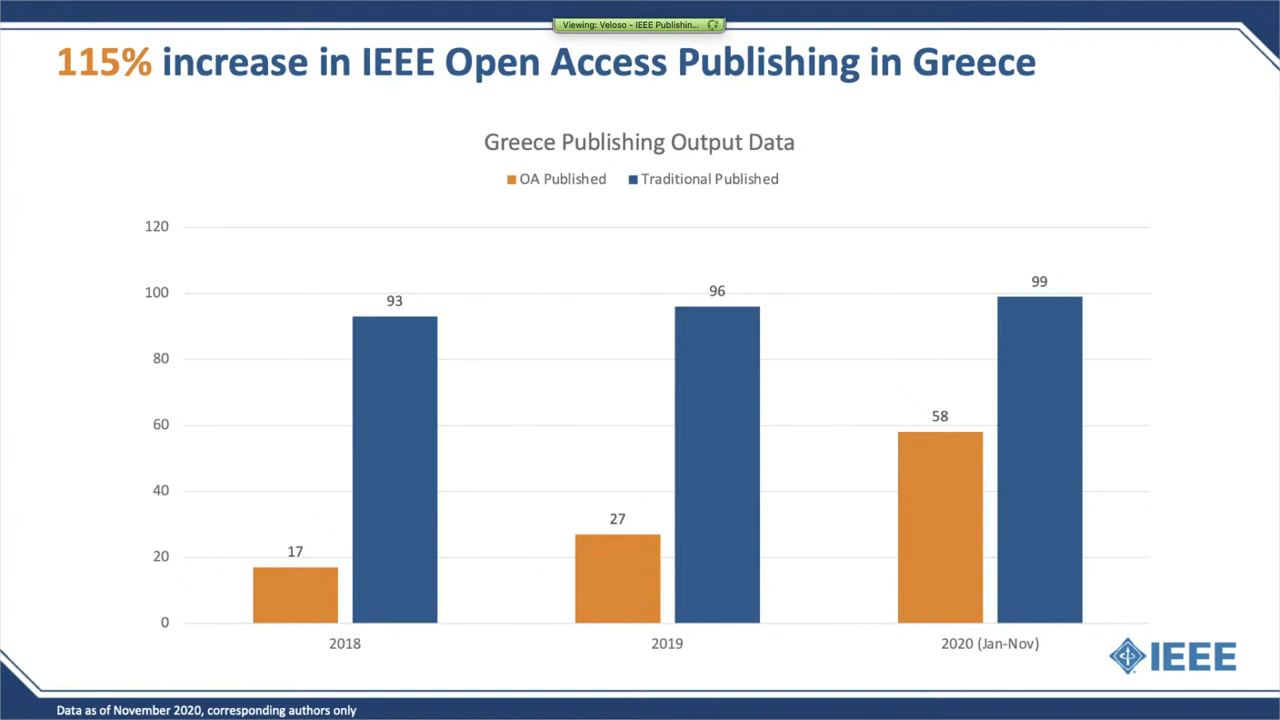 Viewing: Veloso - IEEE Publishin...
115% increase in IEEE Open Access Publishing in Greece
Greece Publishing Output Data
OA Published
Traditional Published
120
100
80
60
40
20
0
17
93
27
96
58
99
2018
2019
2020 (Jan-Nov)
IEEE
Data as of November 2020, corresponding authors only